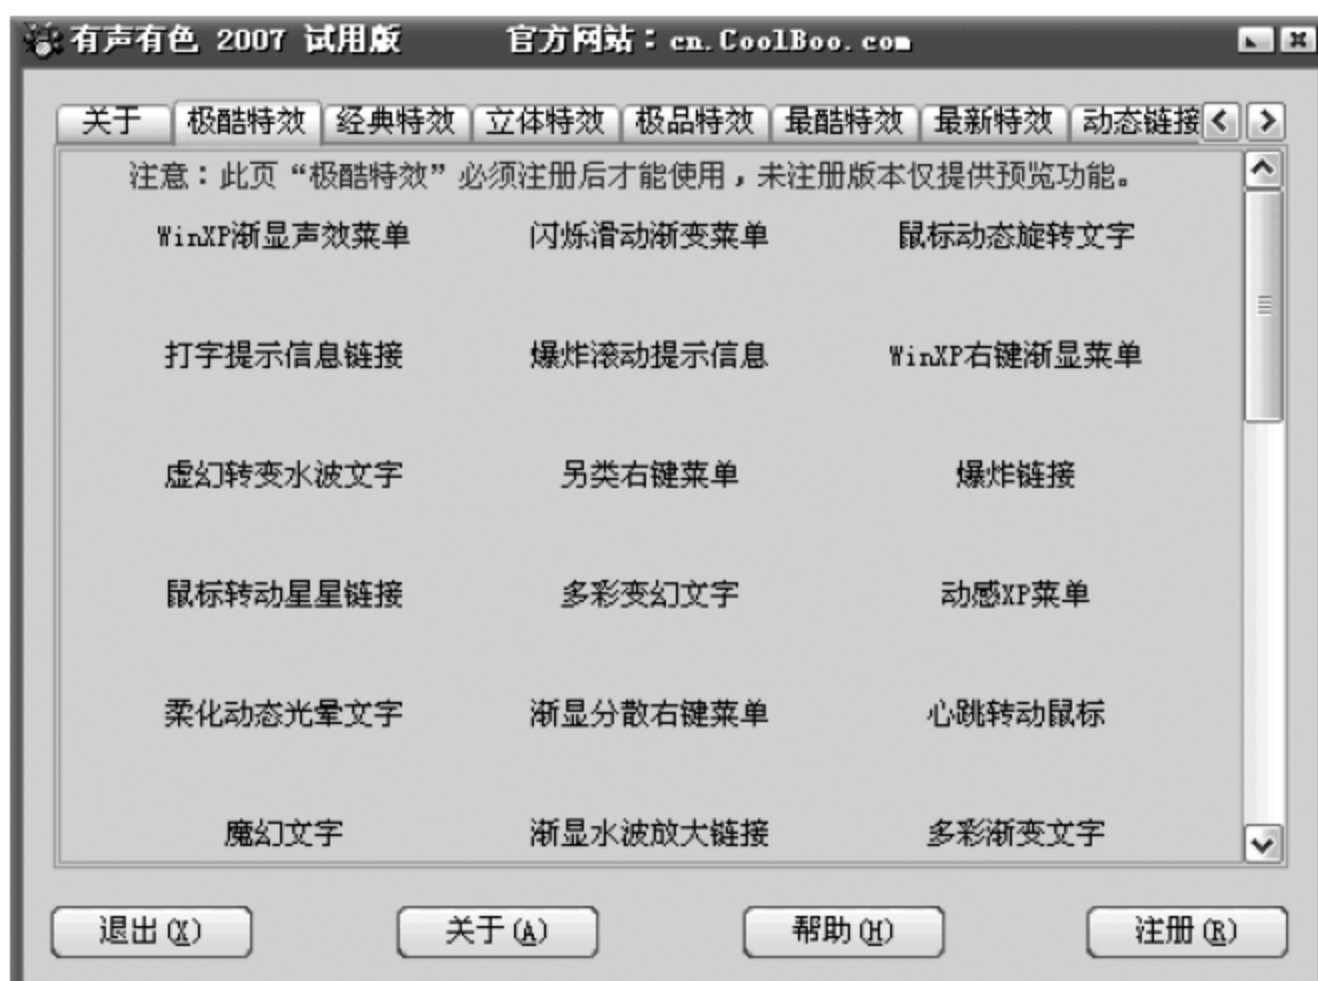 有声有色 2007 试用版 官方网站：cn.CoolBoo.com
关于 极酷特效 经典特效 立体特效 极品特效 最酷特效 最新特效 动态链接
注意：此页“极酷特效”必须注册后才能使用，未注册版本仅提供预览功能。
WinXP渐显声效菜单 闪烁滑动渐变菜单 鼠标动态旋转文字
打字提示信息链接 爆炸滚动提示信息 WinXP右键渐显菜单
虚幻转变水波文字 另类右键菜单 爆炸链接
鼠标转动星星链接 多彩变幻文字 动感XP菜单
柔化动态光晕文字 渐显分散右键菜单 心跳转动鼠标
魔幻文字 渐显水波放大链接 多彩渐变文字
退出(X) 关于(A) 帮助(H) 注册(R)